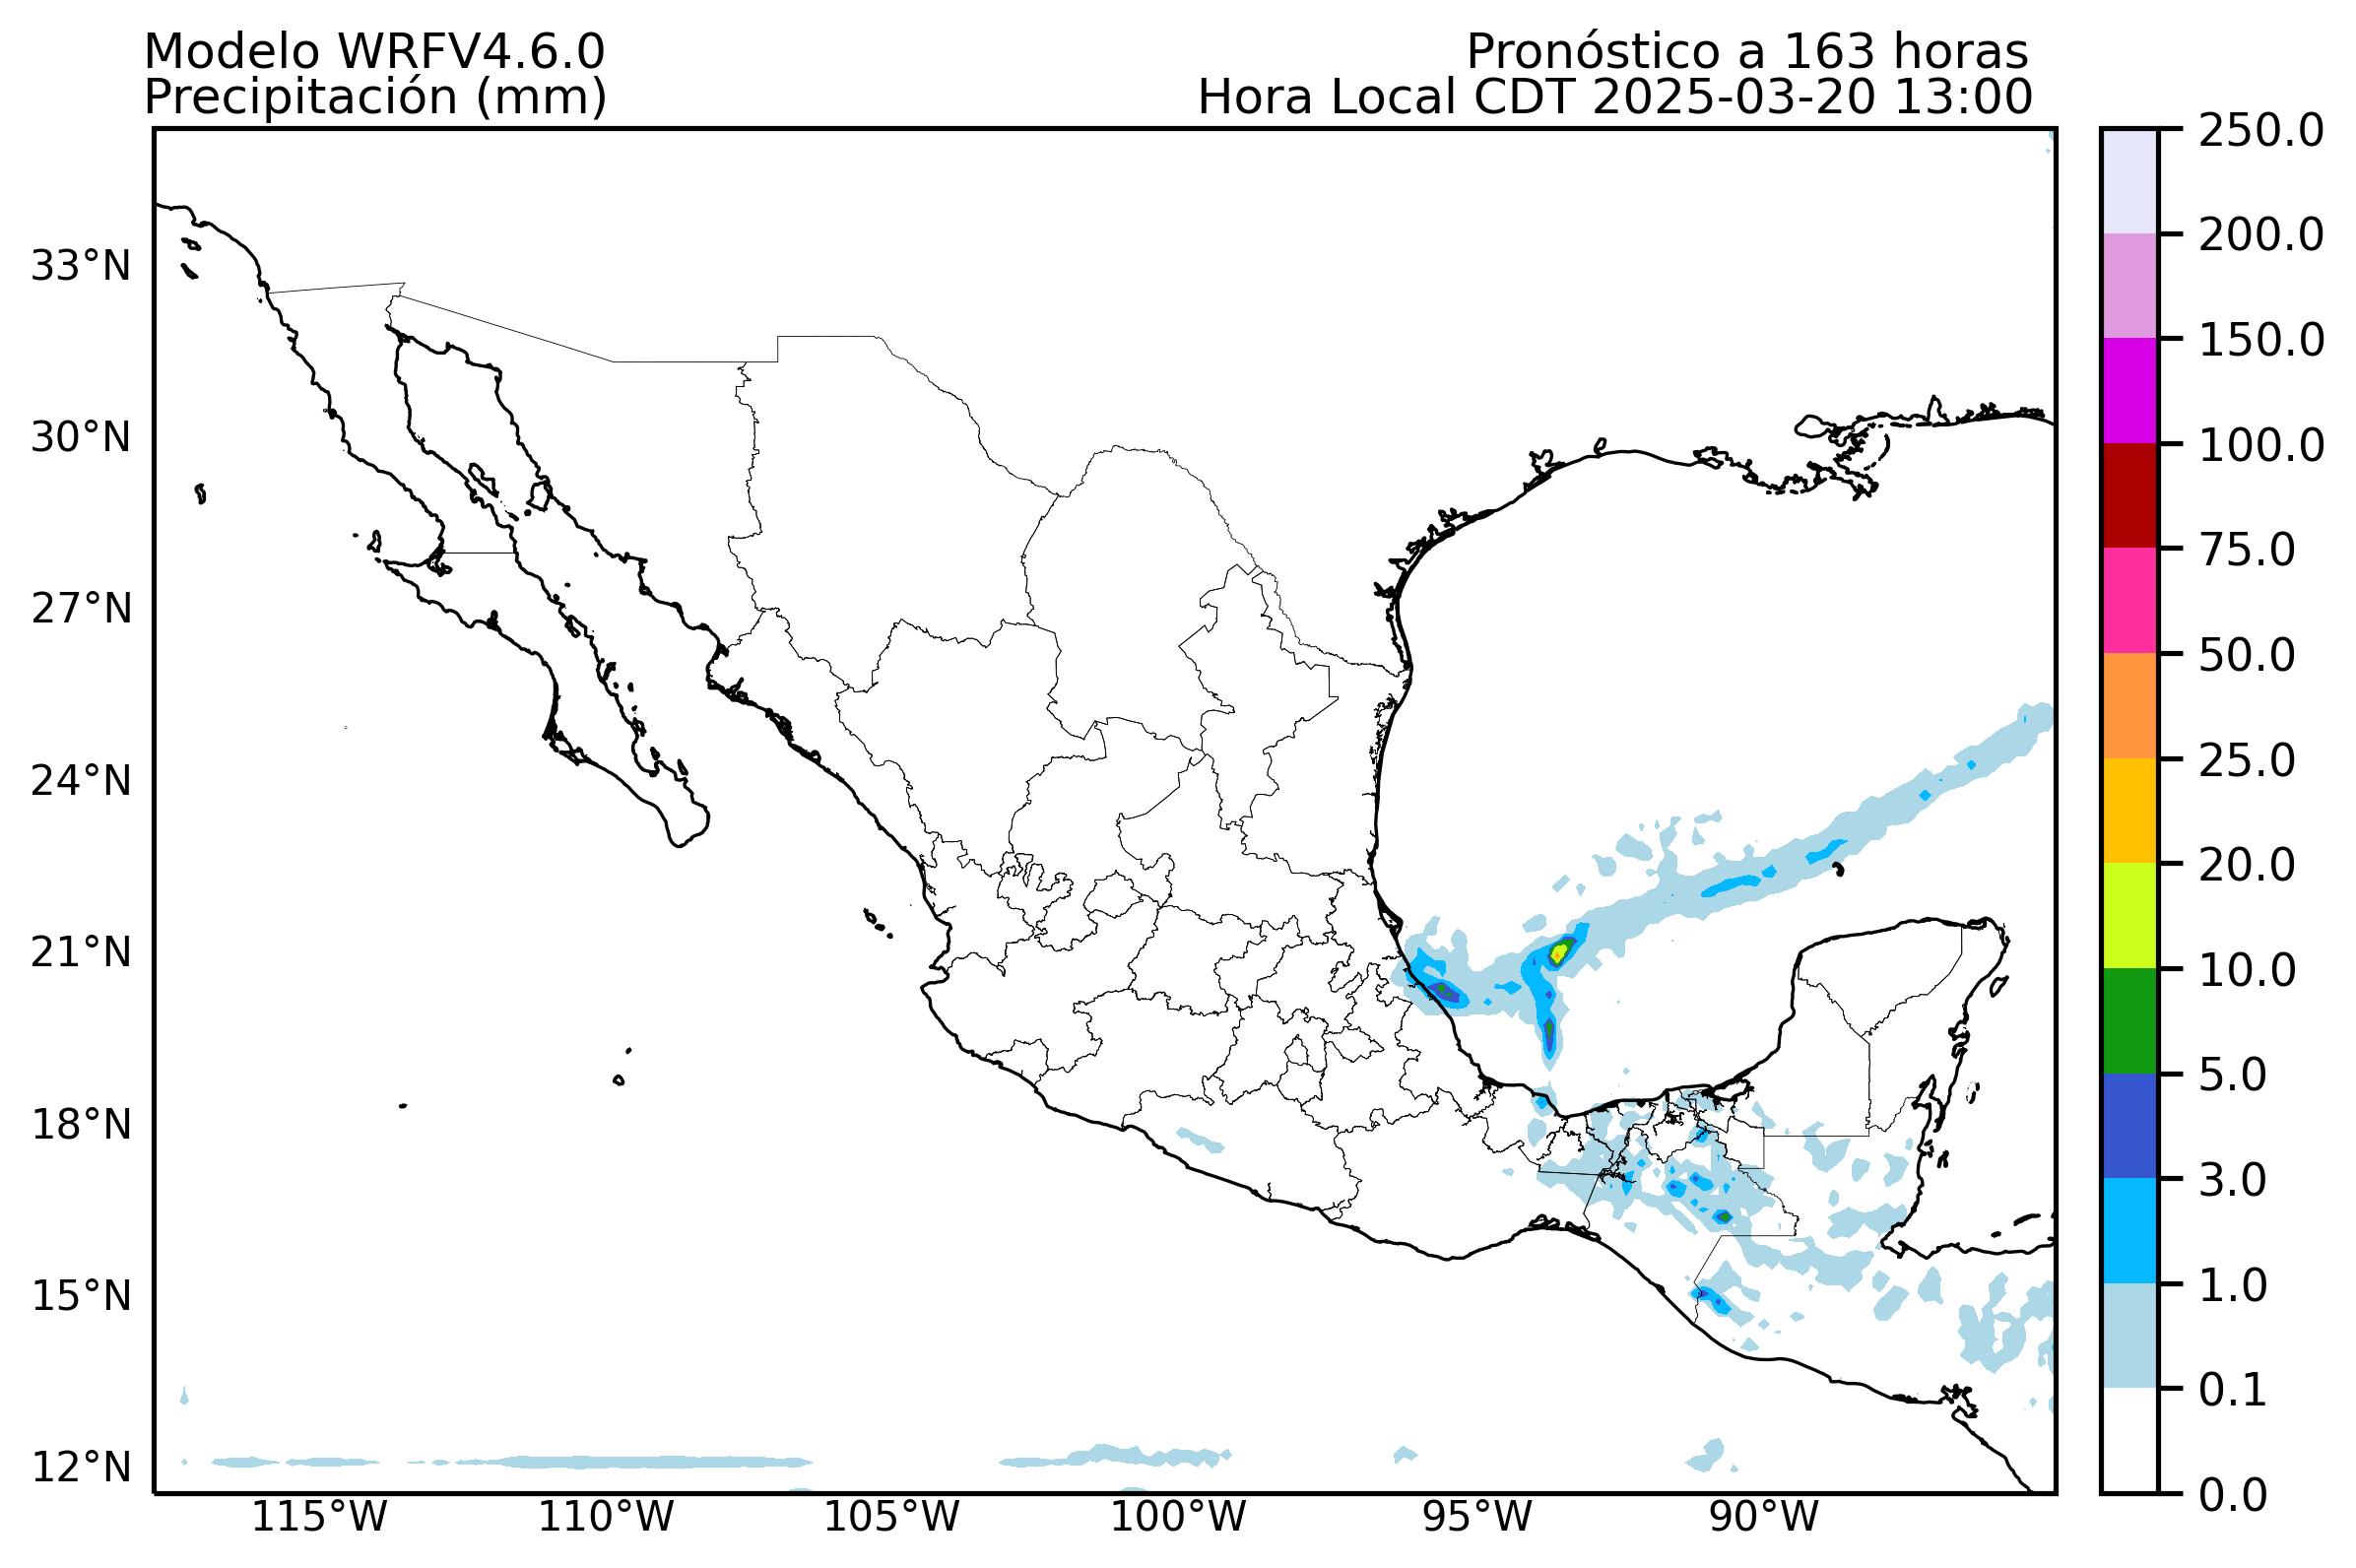 Modelo WRFV4.6.0
Precipitación (mm)
Pronóstico a 163 horas
Hora Local CDT 2025-03-20 13:00
33°N
30°N
27°N
24°N
21°N
18°N
15°N
12°N
115°W
110°W
105°W
100°W
95°W
90°W
250.0
200.0
150.0
100.0
75.0
50.0
25.0
20.0
10.0
5.0
3.0
1.0
0.1
0.0